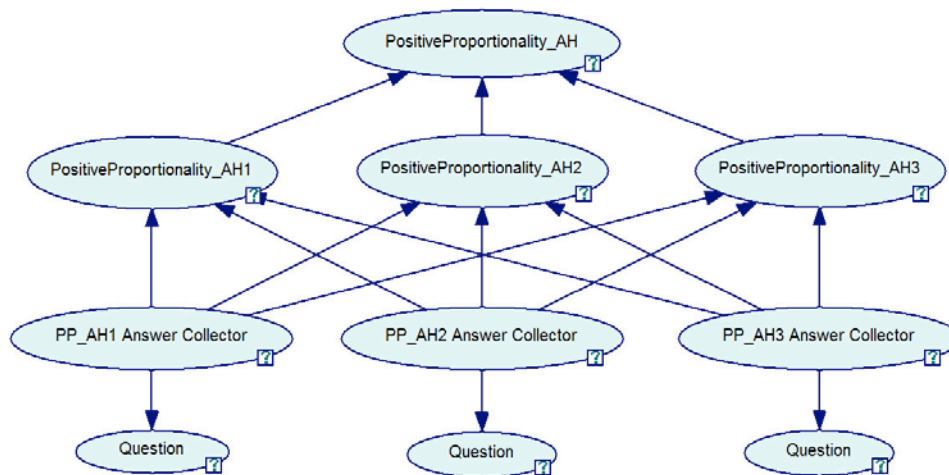 PositiveProportionality_AH
?
PositiveProportionality_AH1
?
PositiveProportionality_AH2
?
PositiveProportionality_AH3
?
PP_AH1 Answer Collector
?
PP_AH2 Answer Collector
?
PP_AH3 Answer Collector
?
Question
?
Question
?
Question
?